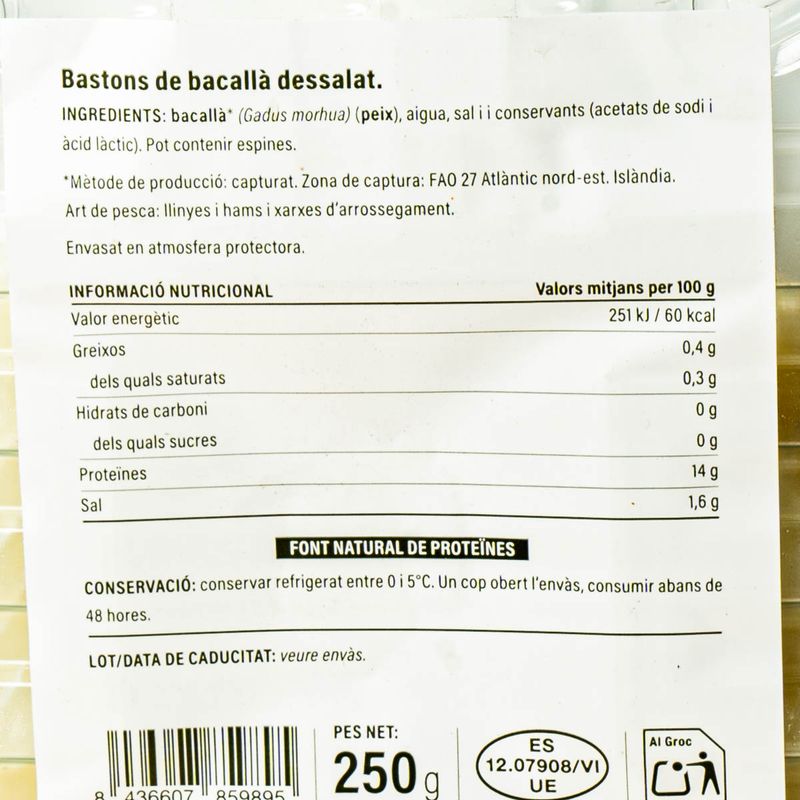 Bastons de bacallà dessalat.
INGREDIENTS: bacallà* (Gadus morhua) (peix), aigua, sal i i conservants (acetats de sodi i
àcid làctic). Pot contenir espines.
*Mètode de producció: capturat. Zona de captura: FAO 27 Atlàntic nord-est. Islàndia.
Art de pesca: llinyes i hams i xarxes d'arrossegament.
Envasat en atmosfera protectora.
INFORMACIÓ NUTRICIONAL Valors mitjans per 100 g
Valor energètic 251 kJ / 60 kcal
Greixos 0,4 g
dels quals saturats 0,3 g
Hidrats de carboni 0 g
dels quals sucres 0 g
Proteïnes 14 g
Sal 1,6 g
FONT NATURAL DE PROTEÏNES
CONSERVACIÓ: conservar refrigerat entre 0 i 5°C. Un cop obert l'envàs, consumir abans de
48 hores.
LOT/DATA DE CADUCITAT: veure envàs.
PES NET:
250 g
ES
12.07908/VI
UE
Al Groc
8 436607 859895